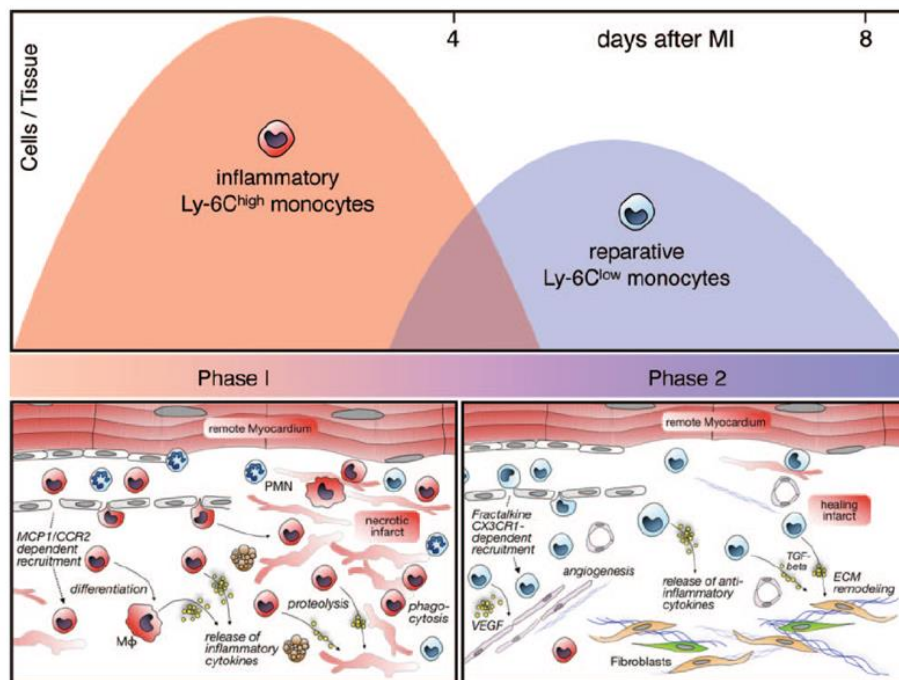 Cells / Tissue
4
days after MI
8
inflammatory
Ly-6Chigh monocytes
reparative
Ly-6Clow monocytes
Phase I
Phase 2
remote Myocardium
PMN
necrotic
infarct
MCP1/CCR2
dependent
recruitment
differentiation
Mϕ
release of
inflammatory
cytokines
proteolysis
phago-
cytosis
remote Myocardium
Fractalkine
CX3CR1-
dependent
recruitment
healing
infarct
angiogenesis
VEGF
release of anti-
inflammatory
cytokines
TGF-
beta
ECM
remodeling
Fibroblasts